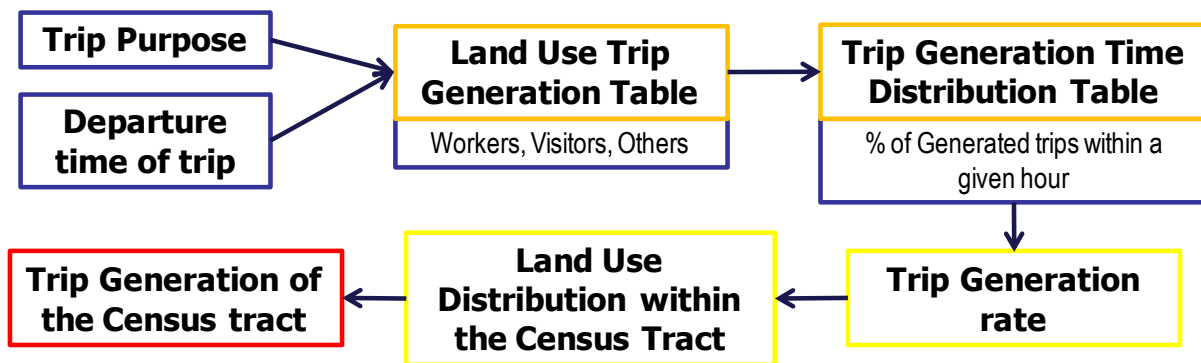 Trip Purpose
Departure
time of trip
Land Use Trip
Generation Table
Workers, Visitors, Others
Trip Generation Time
Distribution Table
% of Generated trips within a
given hour
Trip Generation of
the Census tract
Land Use
Distribution within
the Census Tract
Trip Generation
rate